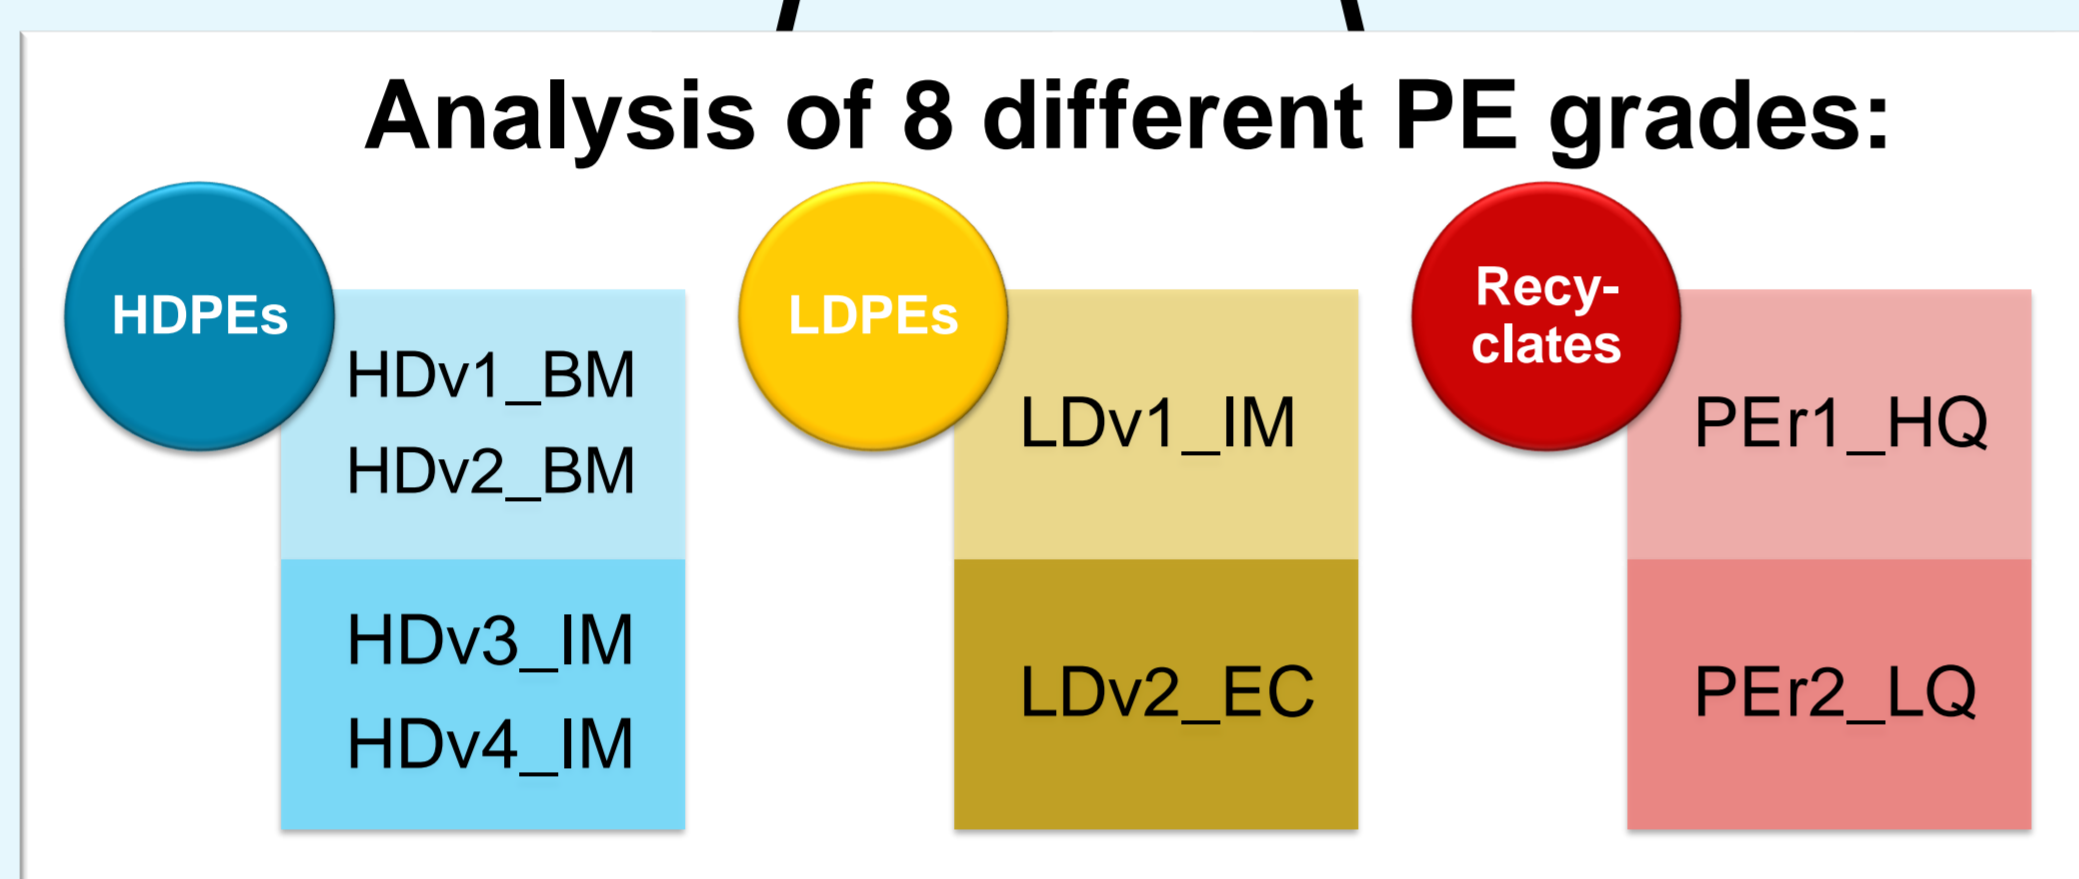 Analysis of 8 different PE grades:
HDPEs
HDv1_BM
HDv2_BM
HDv3_IM
HDv4_IM
LDPEs
LDv1_IM
LDv2_EC
Recy-
clates
PEr1_HQ
PEr2_LQ